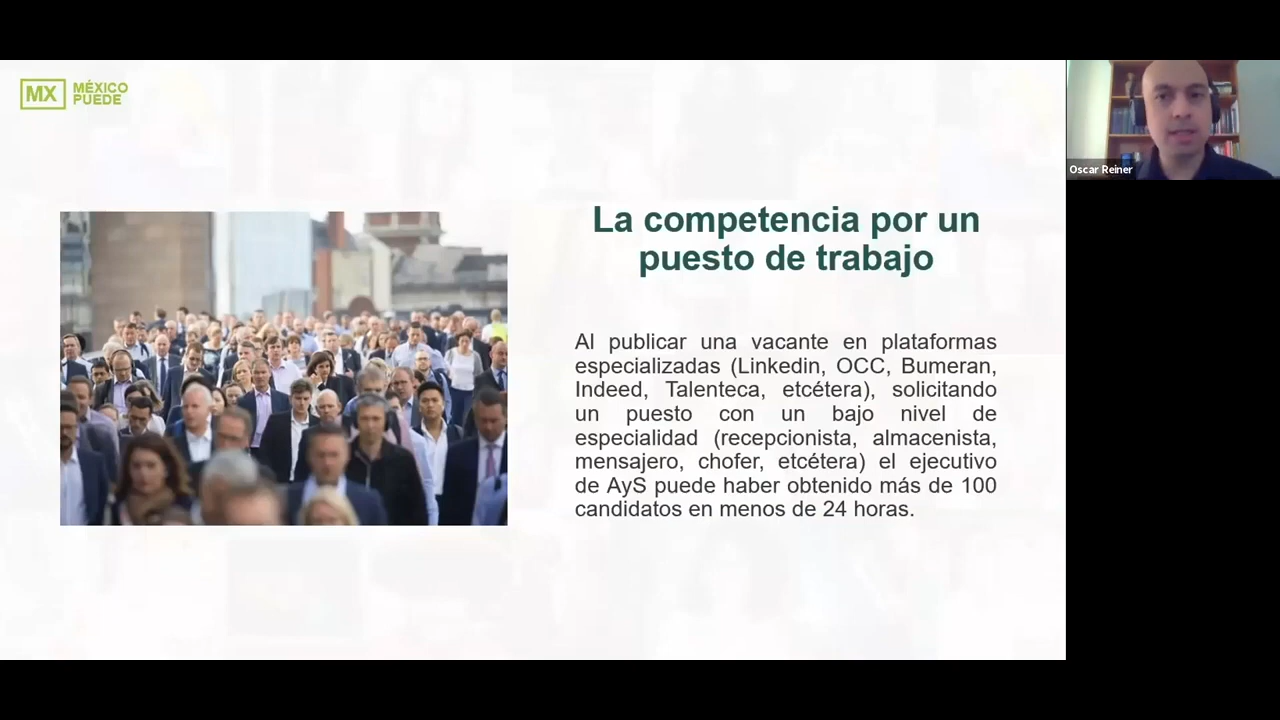 MX MÉXICO
PUEDE
Oscar Reiner
La competencia por un
puesto de trabajo
Al publicar una vacante en plataformas
especializadas (Linkedin, OCC, Bumeran,
Indeed, Talenteca, etcétera), solicitando
un puesto con un bajo nivel de
especialidad (recepcionista, almacenista,
mensajero, chofer, etcétera) el ejecutivo
de AyS puede haber obtenido más de 100
candidatos en menos de 24 horas.